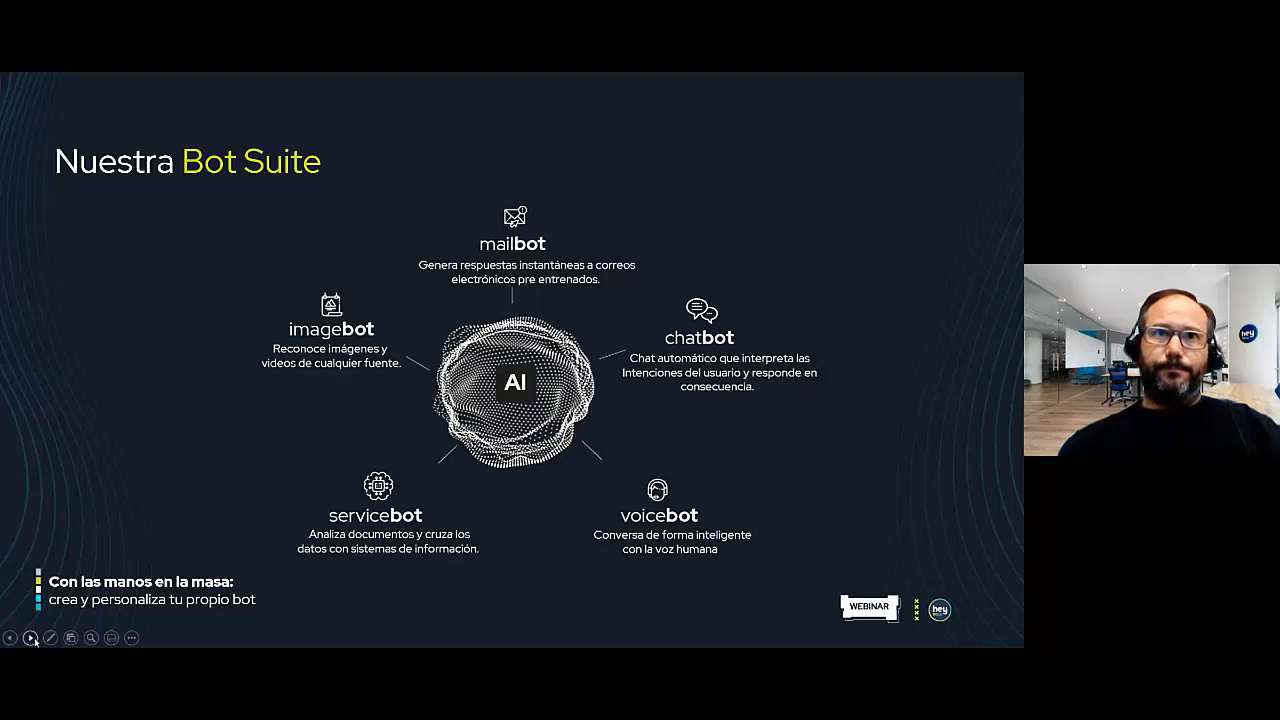 Nuestra Bot Suite
mailbot
Genera respuestas instantáneas a correos
electrónicos pre entrenados.
imagebot
Reconoce imágenes y
videos de cualquier fuente.
chatbot
Chat automático que interpreta las
Intenciones del usuario y responde en
consecuencia.
AI
servicebot
Analiza documentos y cruza los
datos con sistemas de información.
voicebot
Conversa de forma inteligente
con la voz humana
Con las manos en la masa:
crea y personaliza tu propio bot
WEBINAR
hey
hey